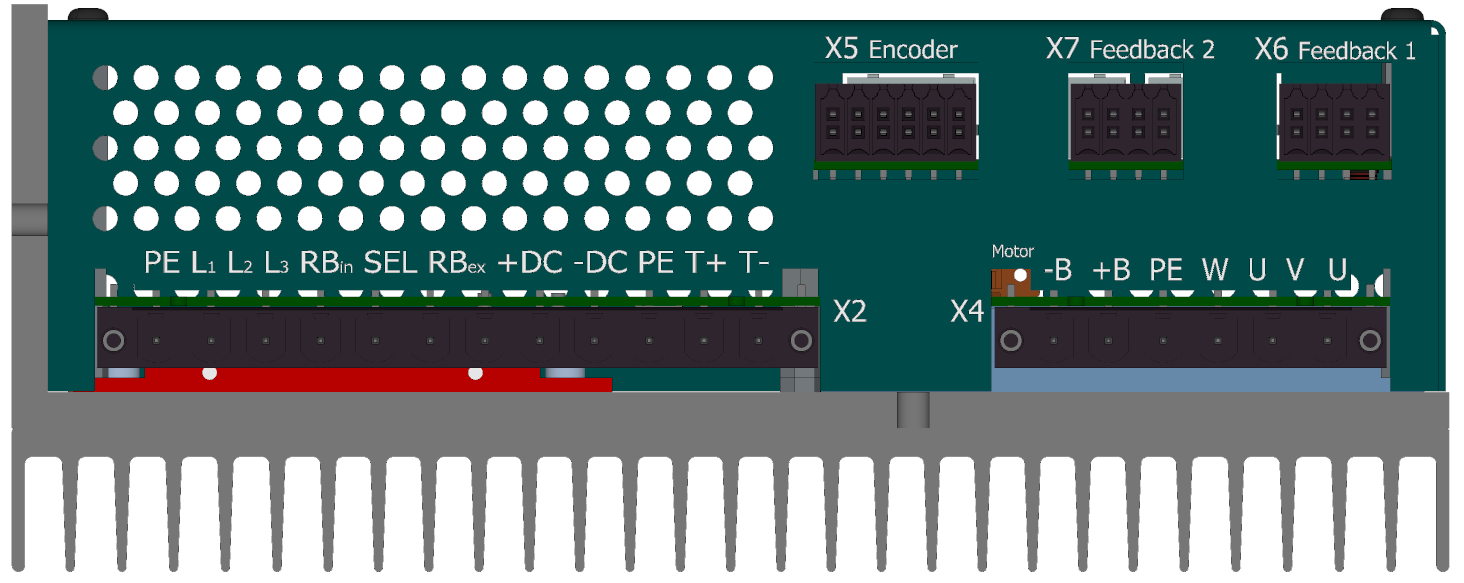 X5 Encoder
X7 Feedback 2
X6 Feedback 1
PE L1 L2 L3 RBin SEL RBex +DC -DC PE T+ T-
X2
Motor
-B +B PE W U V U
X4